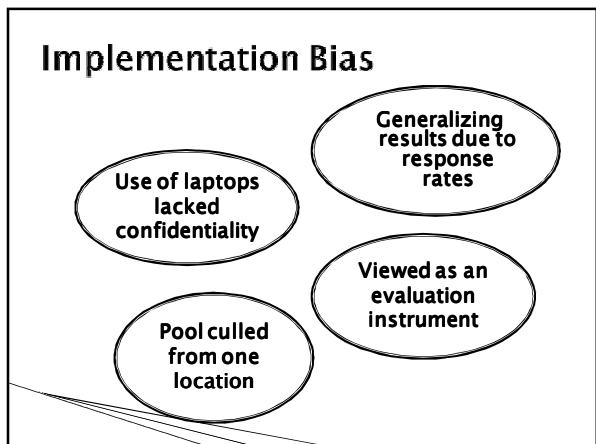 Implementation Bias
Generalizing
results due to
response
rates
Use of laptops
lacked
confidentiality
Viewed as an
evaluation
instrument
Pool culled
from one
location